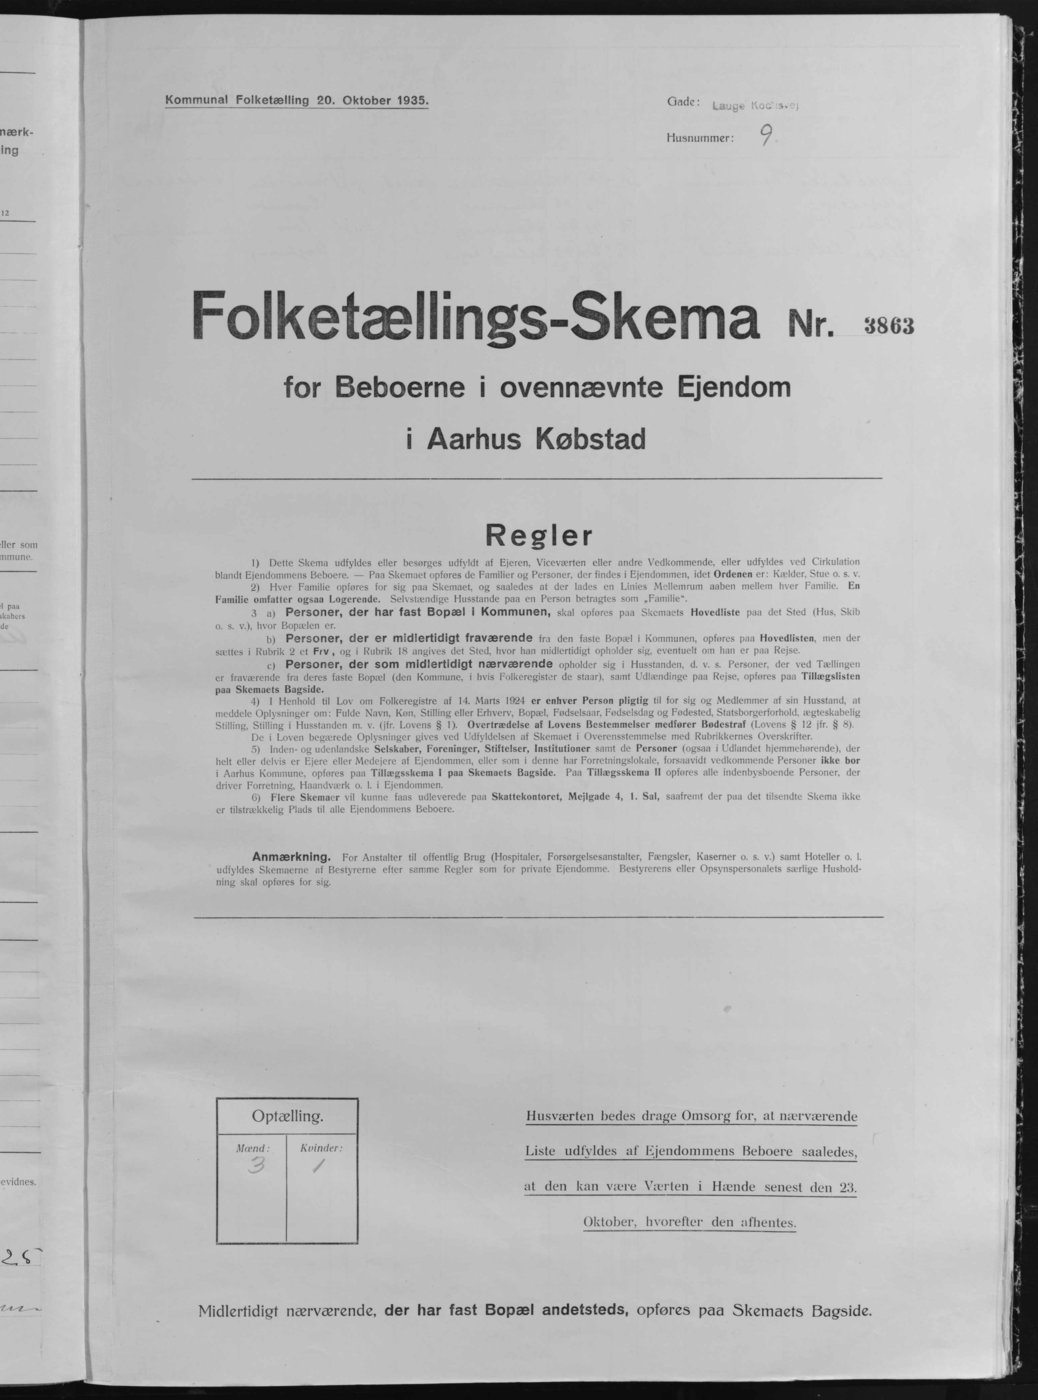 nærk-
ing
12
ller som
mmune.
l paa
skabers
de
evidnes.
25
Kommunal Folketælling 20. Oktober 1935.
Gade: Lauge Kochsvej
Husnummer: 9.
Folketællings-Skema Nr. 3863
for Beboerne i ovennævnte Ejendom
i Aarhus Købstad
Regler
1) Dette Skema udfyldes eller besørges udfyldt af Ejeren, Viceværten eller andre Vedkommende, eller udfyldes ved Cirkulation
blandt Ejendommens Beboere. — Paa Skemaet opføres de Familier og Personer, der findes i Ejendommen, idet Ordenen er: Kælder, Stue o. s. v.
2) Hver Familie opføres for sig paa Skemaet, og saaledes at der lades en Linies Mellemrum aaben mellem hver Familie. En
Familie omfatter ogsaa Logerende. Selvstændige Husstande paa en Person betragtes som „Familie“.
3 a) Personer, der har fast Bopæl i Kommunen, skal opføres paa Skemaets Hovedliste paa det Sted (Hus, Skib
o. s. v.), hvor Bopælen er.
b) Personer, der er midlertidigt fraværende fra den faste Bopæl i Kommunen, opføres paa Hovedlisten, men der
sættes i Rubrik 2 et Frv, og i Rubrik 18 angives det Sted, hvor han midlertidigt opholder sig, eventuelt om han er paa Rejse.
c) Personer, der som midlertidigt nærværende opholder sig i Husstanden, d. v. s. Personer, der ved Tællingen
er fraværende fra deres faste Bopæl (den Kommune, i hvis Folkeregister de staar), samt Udlændinge paa Rejse, opføres paa Tillægslisten
paa Skemaets Bagside.
4) I Henhold til Lov om Folkeregistre af 14. Marts 1924 er enhver Person pligtig til for sig og Medlemmer af sin Husstand, at
meddele Oplysninger om: Fulde Navn, Køn, Stilling eller Erhverv, Bopæl, Fødselsaar, Fødselsdag og Fødested, Statsborgerforhold, ægteskabelig
Stilling, Stilling i Husstanden m. v. (jfr. Lovens § 1). Overtrædelse af Lovens Bestemmelser medfører Bødestraf (Lovens § 12 jfr. § 8).
De i Loven begærede Oplysninger gives ved Udfyldelsen af Skemaet i Overensstemmelse med Rubrikkernes Overskrifter.
5) Inden- og udenlandske Selskaber, Foreninger, Stiftelser, Institutioner samt de Personer (ogsaa i Udlandet hjemmehørende), der
helt eller delvis er Ejere eller Medejere af Ejendommen, eller som i denne har Forretningslokale, forsaavidt vedkommende Personer ikke bor
i Aarhus Kommune, opføres paa Tillægsskema I paa Skemaets Bagside. Paa Tillægsskema II opføres alle indenbysboende Personer, der
driver Forretning, Haandværk o. l. i Ejendommen.
6) Flere Skemaer vil kunne faas udleverede paa Skattekontoret, Mejlgade 4, 1. Sal, saafremt der paa det tilsendte Skema ikke
er tilstrækkelig Plads til alle Ejendommens Beboere.
Anmærkning. For Anstalter til offentlig Brug (Hospitaler, Forsørgelsesanstalter, Fængsler, Kaserner o. s. v.) samt Hoteller o. l.
udfyldes Skemaerne af Bestyrerne efter samme Regler som for private Ejendomme. Bestyrerens eller Opsynspersonalets særlige Hushold-
ning skal opføres for sig.
Optælling.
Mænd: Kvinder:
3 1
Husværten bedes drage Omsorg for, at nærværende
Liste udfyldes af Ejendommens Beboere saaledes,
at den kan være Værten i Hænde senest den 23.
Oktober, hvorefter den afhentes.
Midlertidigt nærværende, der har fast Bopæl andetsteds, opføres paa Skemaets Bagside.